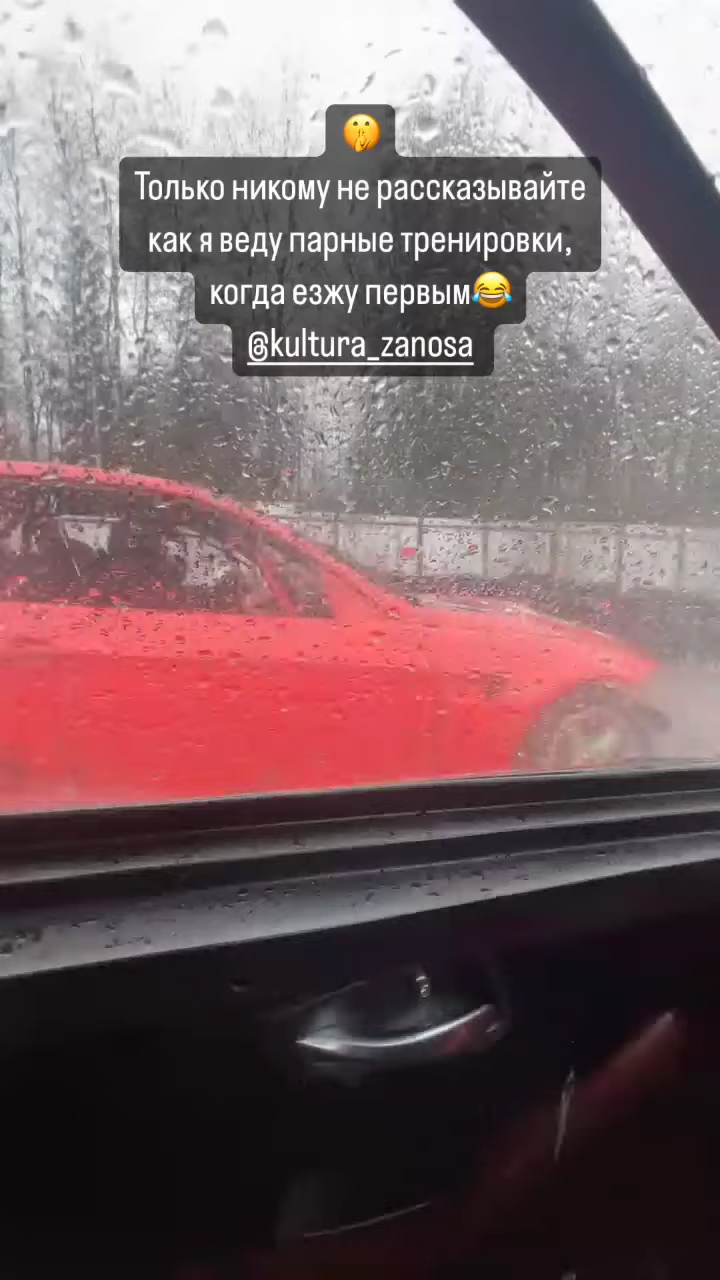 🤫
Только никому не рассказывайте
как я веду парные тренировки,
когда езжу первым😂
@kultura_zanosa